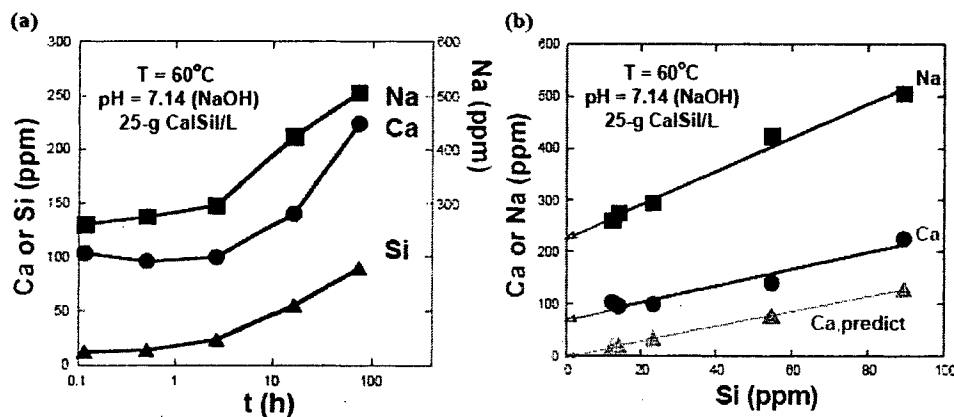 (a)
300
250
200
150
100
50
0
Ca or Si (ppm)
T = 60°C
pH = 7.14 (NaOH)
25-g CalSil/L
Na
Ca
Si
600
500
400
300
Na (ppm)
0.1
1
10
100
t (h)
(b)
600
500
400
300
200
100
0
Ca or Na (ppm)
T = 60°C
pH = 7.14 (NaOH)
25-g CalSil/L
Na
Ca
Ca,predict
0
20
40
60
80
100
Si (ppm)